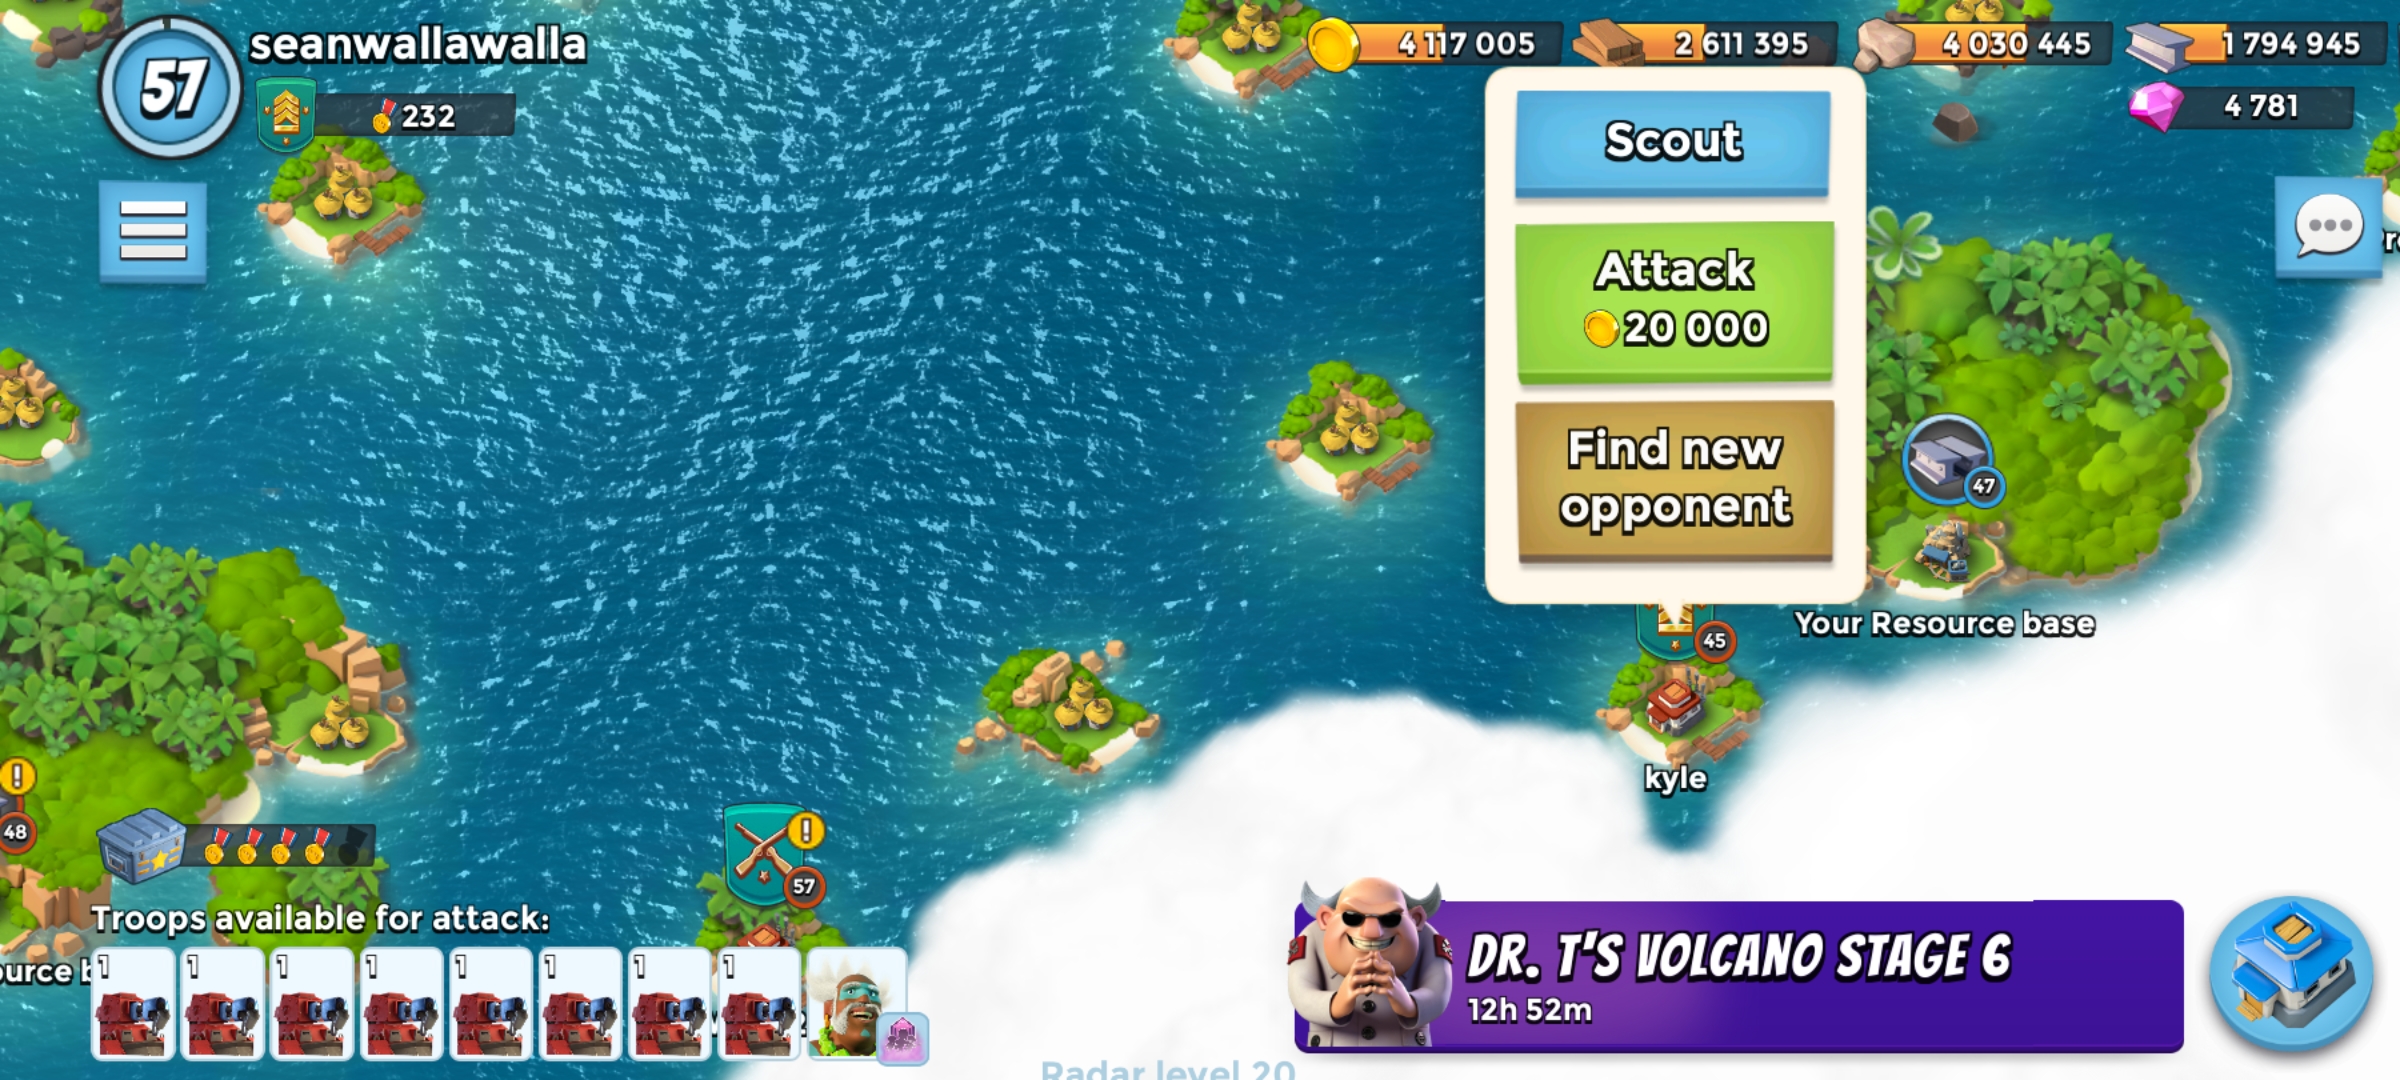 57
seanwallawalla
232
4 117 005
2 611 395
4 030 445
1 794 945
4 781
Scout
Attack
20 000
Find new
opponent
47
Your Resource base
45
kyle
48
57
Troops available for attack:
1
1
1
1
1
1
1
1
DR. T'S VOLCANO STAGE 6
12h 52m
Radar level 20